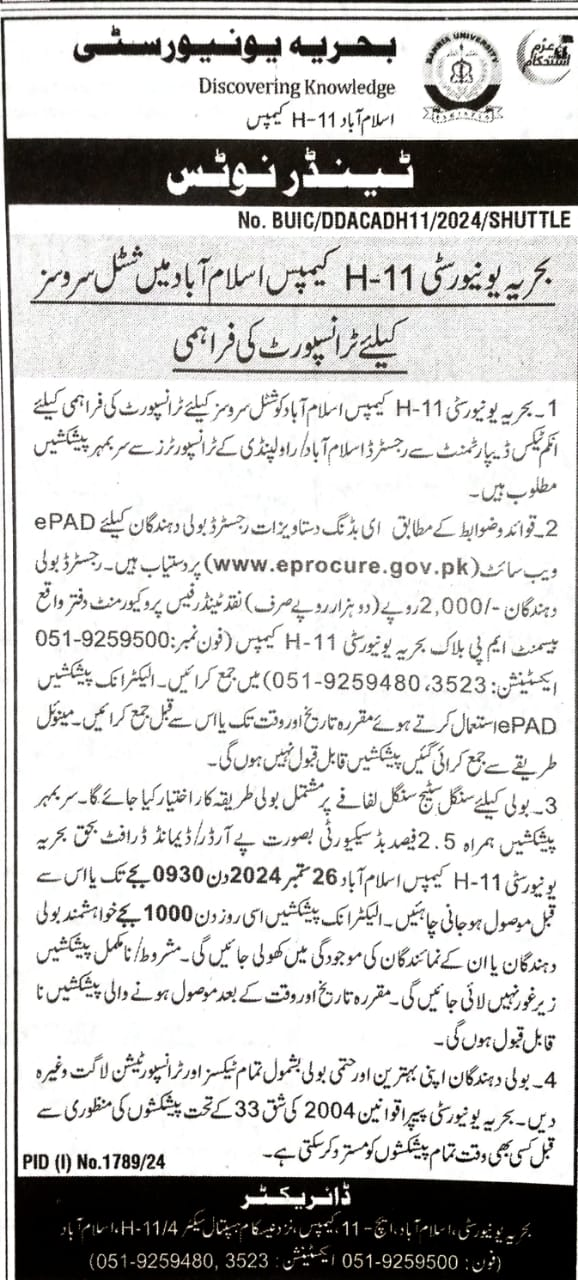 بحریہ یونیورسٹی
Discovering Knowledge
اسلام آباد H-11 کیمپس
BAHRIA UNIVERSITY
عزم استحکام
ٹینڈر نوٹس
No. BUIC/DDACADH11/2024/SHUTTLE
بحریہ یونیورسٹی H-11 کیمپس اسلام آباد میں شٹل سروسز
کیلئے ٹرانسپورٹ کی فراہمی
1۔ بحریہ یونیورسٹی H-11 کیمپس اسلام آباد کو شٹل سروسز کیلئے ٹرانسپورٹ کی فراہمی کیلئے
انکم ٹیکس ڈیپارٹمنٹ سے رجسٹرڈ اسلام آباد/راولپنڈی کے ٹرانسپورٹرز سے سربمہر پیشکشیں
مطلوب ہیں۔
2۔ قوائد و ضوابط کے مطابق ای بڈنگ دستاویزات رجسٹرڈ بولی دہندگان کیلئے ePAD
ویب سائٹ (www.eprocure.gov.pk) پر دستیاب ہیں۔ رجسٹرڈ بولی
دہندگان -/2,000 روپے (دو ہزار روپے صرف) نقد ٹینڈر فیس پروکیورمنٹ دفتر واقع
بیسمنٹ ایم پی بلاک بحریہ یونیورسٹی H-11 کیمپس (فون نمبر: 051-9259500
ایکسٹینشن: 3523، 051-9259480) میں جمع کرائیں۔ الیکٹرانک پیشکشیں
ePAD استعمال کرتے ہوئے مقررہ تاریخ اور وقت تک یا اس سے قبل جمع کرائیں۔ مینوئل
طریقے سے جمع کرائی گئیں پیشکشیں قابل قبول نہیں ہوں گی۔
3۔ بولی کیلئے سنگل سٹیج سنگل لفافے پر مشتمل بولی طریقہ کار اختیار کیا جائے گا۔ سربمہر
پیشکشیں ہمراہ 2.5 فیصد بڈ سیکیورٹی بصورت پے آرڈر/ڈیمانڈ ڈرافٹ بحق بحریہ
یونیورسٹی H-11 کیمپس اسلام آباد 26 ستمبر 2024 دن 0930 بجے تک یا اس سے
قبل موصول ہو جانی چاہئیں۔ الیکٹرانک پیشکشیں اسی روز دن 1000 بجے خواہشمند بولی
دہندگان یا ان کے نمائندگان کی موجودگی میں کھولی جائیں گی۔ مشروط/نامکمل پیشکشیں
زیر غور نہیں لائی جائیں گی۔ مقررہ تاریخ اور وقت کے بعد موصول ہونے والی پیشکشیں نا
قابل قبول ہوں گی۔
4۔ بولی دہندگان اپنی بہترین اور حتمی بولی بشمول تمام ٹیکسز اور ٹرانسپورٹیشن لاگت وغیرہ
دیں۔ بحریہ یونیورسٹی پیپرا قوانین 2004 کی شق 33 کے تحت پیشکشوں کی منظوری سے
قبل کسی بھی وقت تمام پیشکشوں کو مسترد کر سکتی ہے۔
PID (I) No.1789/24
ڈائریکٹر
بحریہ یونیورسٹی، اسلام آباد، ایچ-11 کیمپس، نزد عیسکام ہسپتال سیکٹر H-11/4، اسلام آباد
(فون: 051-9259500 ایکسٹینشن: 3523 ,051-9259480)